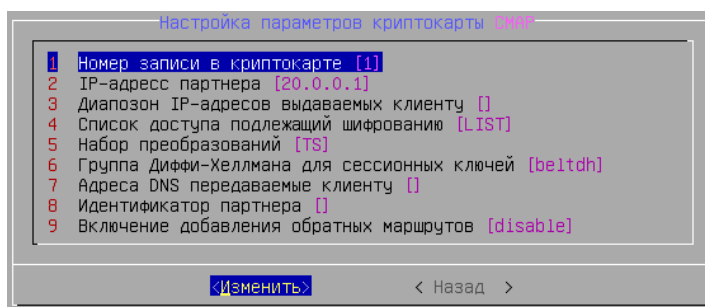 Настройка параметров криптокарты CMAP
1 Номер записи в криптокарте [1]
2 IP-адресс партнера [20.0.0.1]
3 Диапозон IP-адресов выдаваемых клиенту []
4 Список доступа подлежащий шифрованию [LIST]
5 Набор преобразований [TS]
6 Группа Диффи-Хеллмана для сессионных ключей [beltdh]
7 Адреса DNS передаваемые клиенту []
8 Идентификатор партнера []
9 Включение добавления обратных маршрутов [disable]
<Изменить> < Назад >